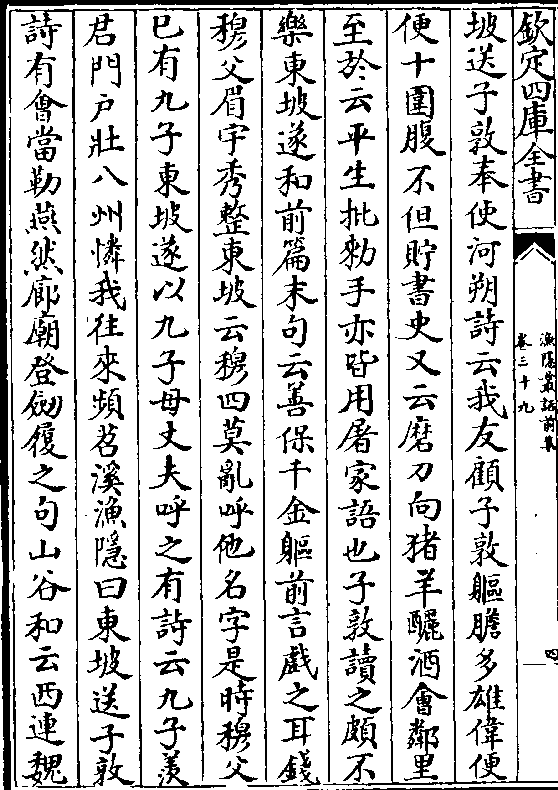 欽定四庫全書
漁隱叢話前集
卷三十九
四
坡送子敦奉使河朔詩云我友顧子敦軀膽多雄偉便
便十圍腹不但貯書史又云磨刀向猪羊釃酒會鄰里
至於云平生批勑手亦皆用屠家語也子敦讀之頗不
樂東坡遂和前篇末句云善保千金軀前言戲之耳錢
穆父眉宇秀整東坡云穆四莫亂呼他名字是時穆父
已有九子東坡遂以九子母丈夫呼之有詩云九子羡
君門户壯八州憐我往來頻苕溪漁隱曰東坡送子敦
詩有會當勒燕然廊廟登劒履之句山谷和云西連魏